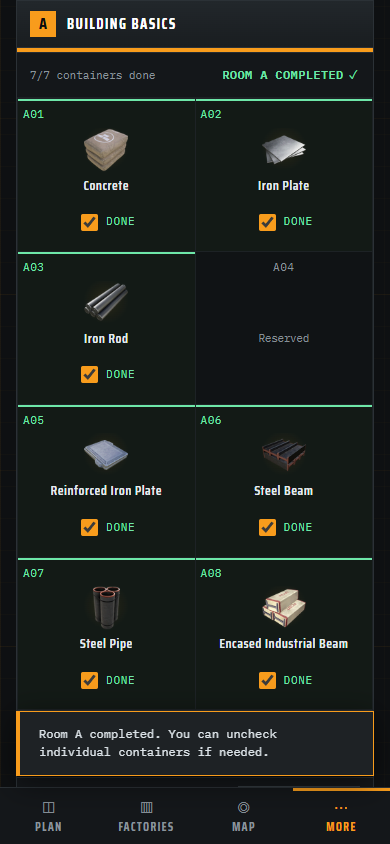 A BUILDING BASICS
7/7 containers done ROOM A COMPLETED ✓
A01 A02
Concrete Iron Plate
DONE DONE
A03 A04
Iron Rod Reserved
DONE
A05 A06
Reinforced Iron Plate Steel Beam
DONE DONE
A07 A08
Steel Pipe Encased Industrial Beam
DONE DONE
Room A completed. You can uncheck
individual containers if needed.
PLAN FACTORIES MAP MORE